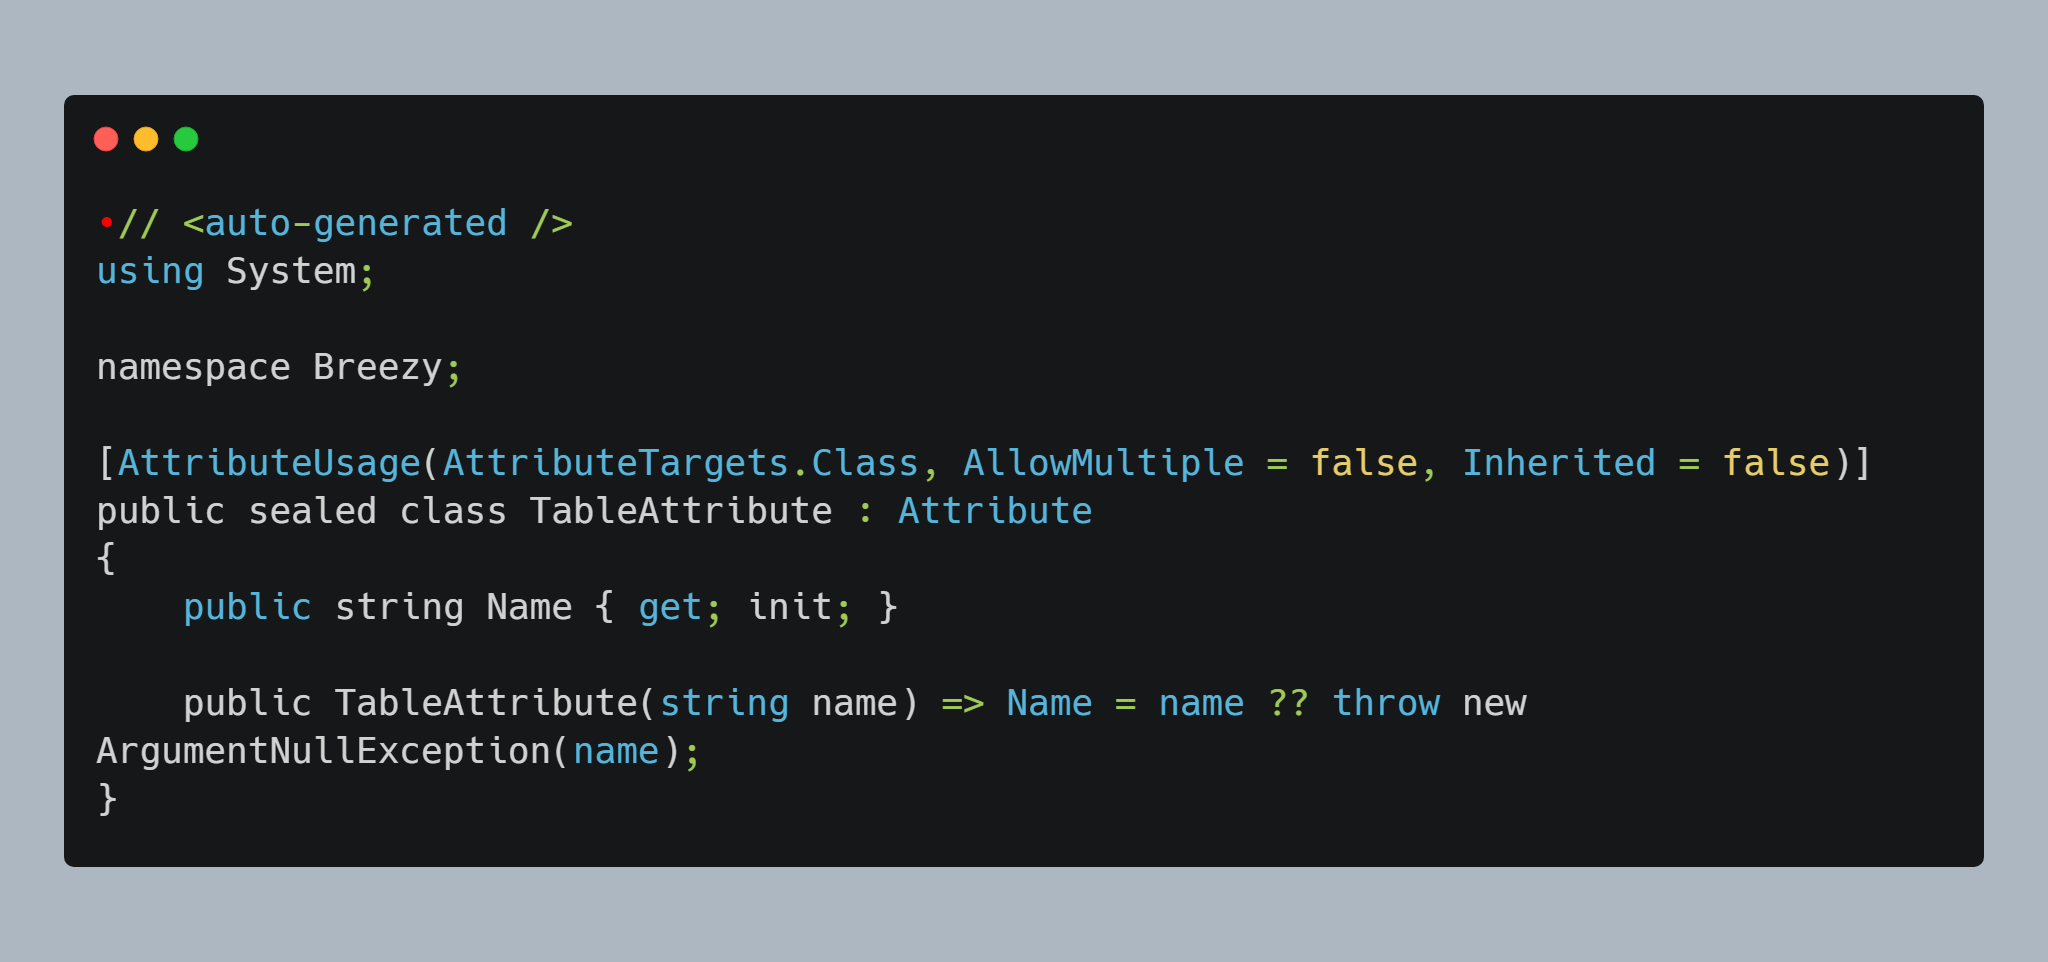 •// <auto-generated />
using System;

namespace Breezy;

[AttributeUsage(AttributeTargets.Class, AllowMultiple = false, Inherited = false)]
public sealed class TableAttribute : Attribute
{
    public string Name { get; init; }

    public TableAttribute(string name) => Name = name ?? throw new
ArgumentNullException(name);
}